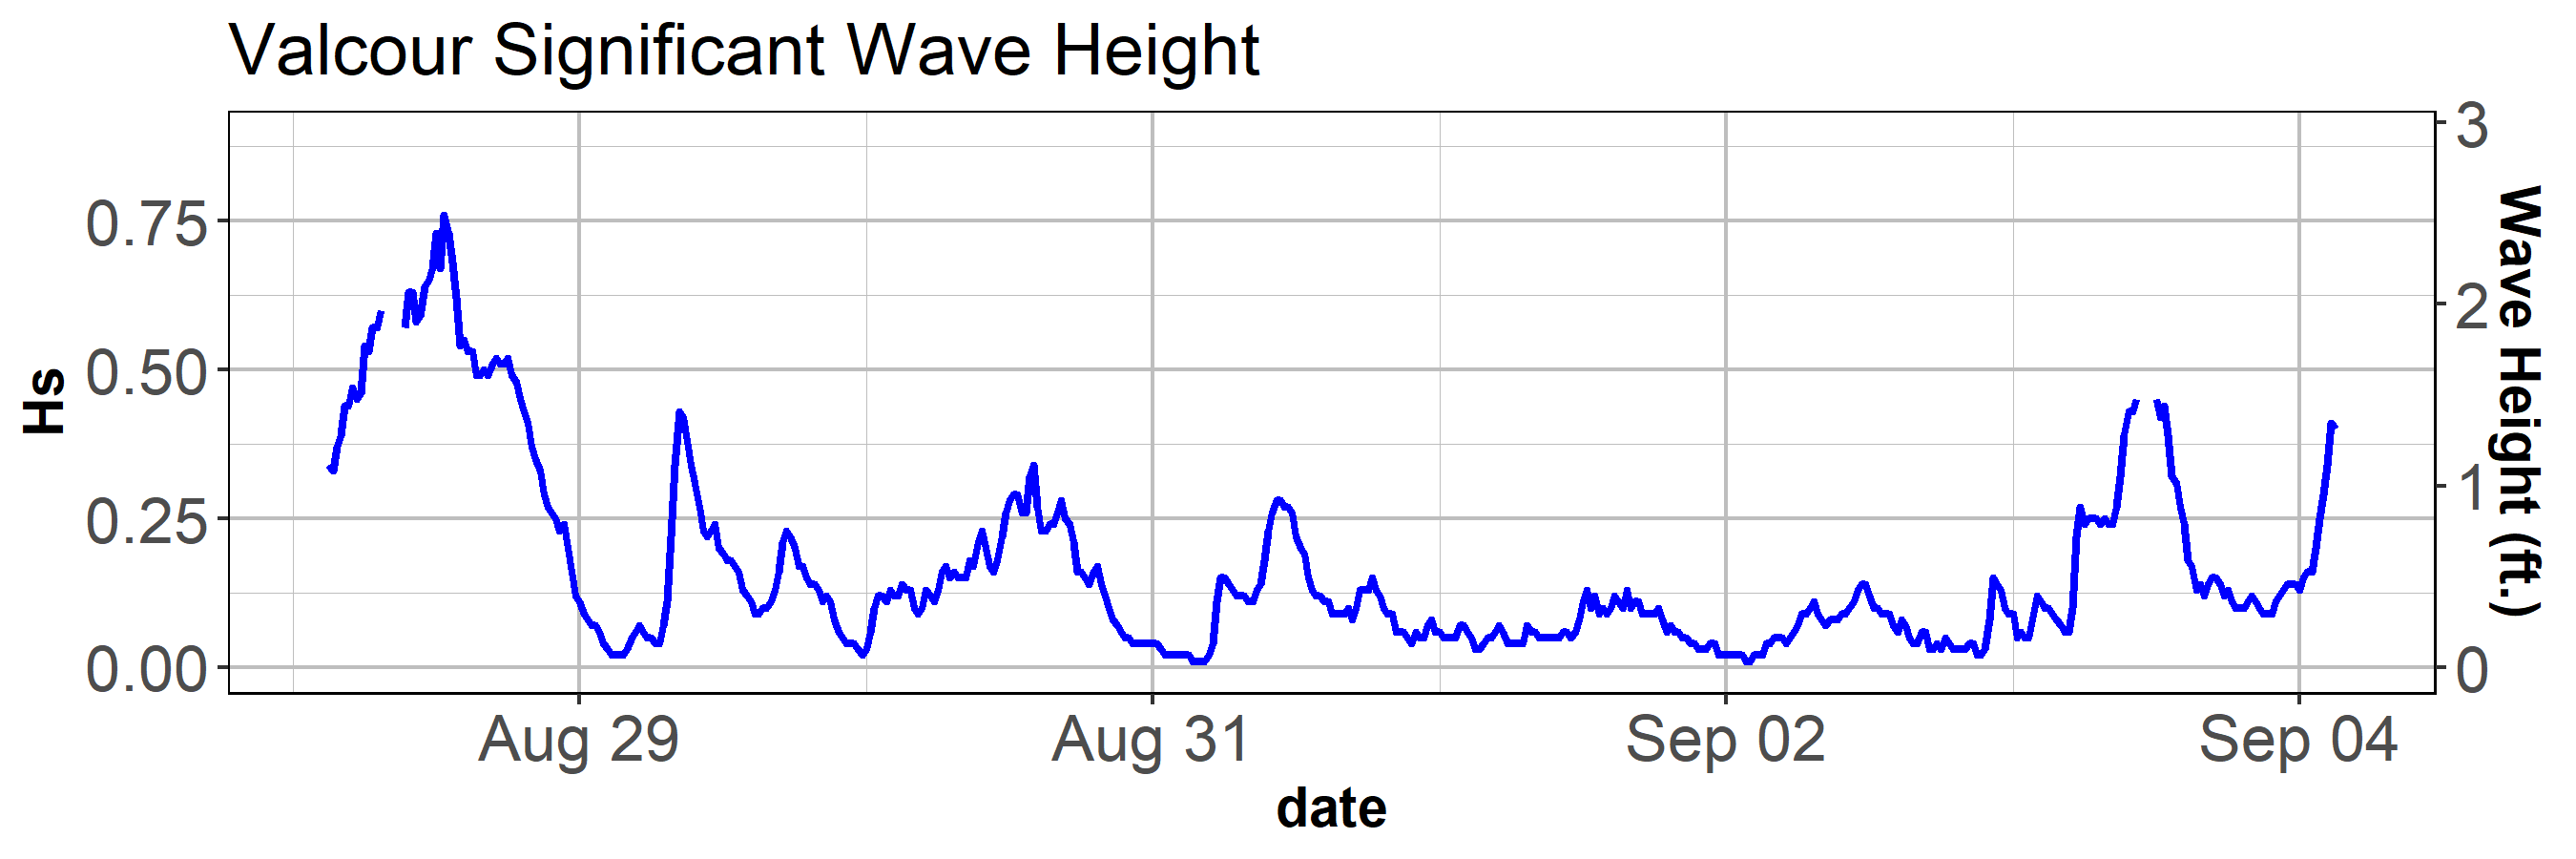 Valcour Significant Wave Height
Hs
0.75
0.50
0.25
0.00
3
2
1
0
Wave Height (ft.)
Aug 29 Aug 31 Sep 02 Sep 04
date